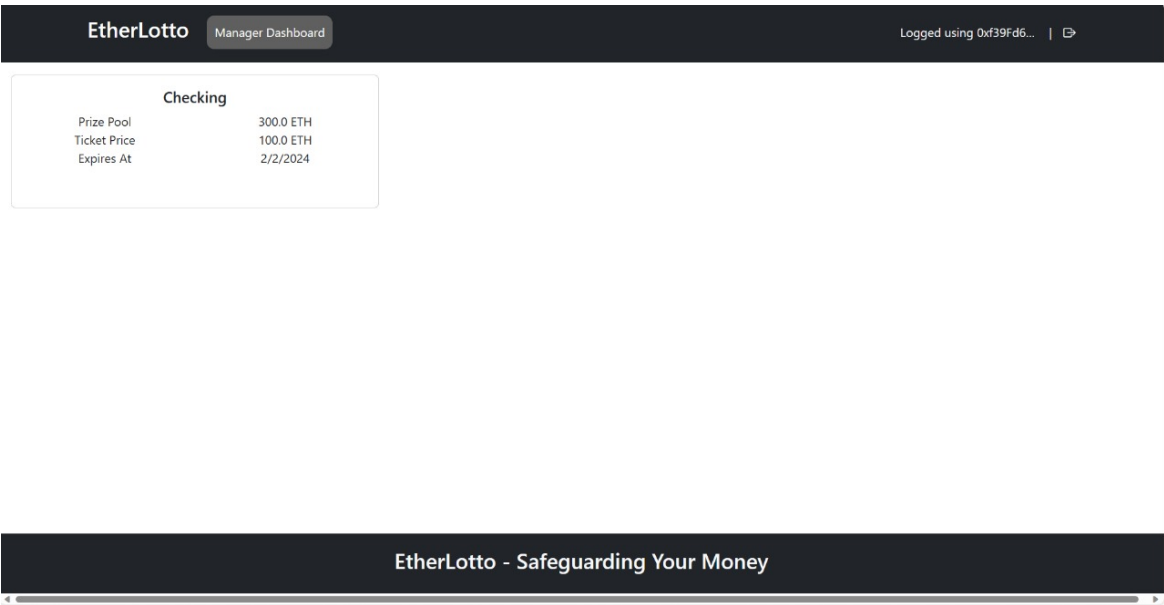 EtherLotto Manager Dashboard Logged using 0xf39Fd6... |
Checking
Prize Pool 300.0 ETH
Ticket Price 100.0 ETH
Expires At 2/2/2024
EtherLotto - Safeguarding Your Money